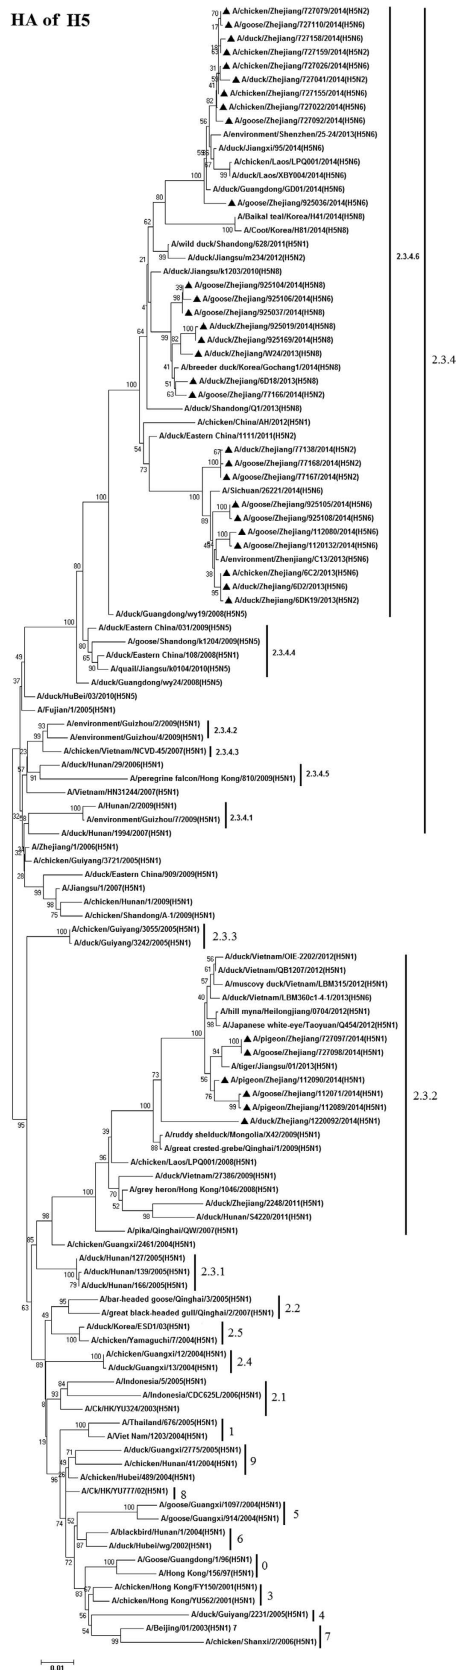 HA of H5
A/chicken/Zhejiang/727079/2014(H5N2)
A/goose/Zhejiang/727110/2014(H5N6)
A/duck/Zhejiang/727158/2014(H5N6)
A/chicken/Zhejiang/727159/2014(H5N2)
A/chicken/Zhejiang/727026/2014(H5N6)
A/duck/Zhejiang/727041/2014(H5N2)
A/chicken/Zhejiang/727155/2014(H5N6)
A/chicken/Zhejiang/727022/2014(H5N6)
A/goose/Zhejiang/727092/2014(H5N6)
A/environment/Shenzhen/25-24/2013(H5N6)
A/duck/Jiangxi/95/2014(H5N6)
A/chicken/Laos/LPQ001/2014(H5N6)
A/duck/Laos/XBY004/2014(H5N6)
A/duck/Guangdong/GD01/2014(H5N6)
A/goose/Zhejiang/925036/2014(H5N6)
A/Baikal teal/Korea/H41/2014(H5N8)
A/Coot/Korea/H81/2014(H5N8)
A/wild duck/Shandong/628/2011(H5N1)
A/duck/Jiangsu/m234/2012(H5N2)
A/duck/Jiangsu/k1203/2010(H5N8)
A/goose/Zhejiang/925104/2014(H5N8)
A/goose/Zhejiang/925106/2014(H5N6)
A/goose/Zhejiang/925037/2014(H5N8)
A/duck/Zhejiang/925019/2014(H5N8)
A/duck/Zhejiang/925169/2014(H5N8)
A/duck/Zhejiang/W24/2013(H5N8)
A/breeder duck/Korea/Gochang1/2014(H5N8)
A/duck/Zhejiang/6D18/2013(H5N8)
A/goose/Zhejiang/77166/2014(H5N2)
A/duck/Shandong/Q1/2013(H5N8)
A/chicken/China/AH/2012(H5N1)
A/duck/Eastern China/1111/2011(H5N2)
A/duck/Zhejiang/77138/2014(H5N2)
A/goose/Zhejiang/77168/2014(H5N2)
A/goose/Zhejiang/77167/2014(H5N2)
A/Sichuan/26221/2014(H5N6)
A/goose/Zhejiang/925105/2014(H5N6)
A/goose/Zhejiang/925108/2014(H5N6)
A/goose/Zhejiang/112080/2014(H5N6)
A/duck/Zhejiang/1120132/2014(H5N6)
A/environment/Zhenjiang/C13/2013(H5N6)
A/chicken/Zhejiang/6C2/2013(H5N6)
A/duck/Zhejiang/6D2/2013(H5N6)
A/duck/Zhejiang/6DK19/2013(H5N2)
A/duck/Guangdong/wy19/2008(H5N5)
2.3.4.6
2.3.4
A/duck/Eastern China/031/2009(H5N5)
A/goose/Shandong/k1204/2009(H5N5)
A/duck/Eastern China/108/2008(H5N1)
A/quail/Jiangsu/k0104/2010(H5N5)
2.3.4.4
A/duck/Guangdong/wy24/2008(H5N5)
A/duck/HuBei/03/2010(H5N5)
A/Fujian/1/2005(H5N1)
A/environment/Guizhou/2/2009(H5N1)
A/environment/Guizhou/4/2009(H5N1)
2.3.4.2
A/chicken/Vietnam/NCVD-45/2007(H5N1)
2.3.4.3
A/duck/Hunan/29/2006(H5N1)
A/peregrine falcon/Hong Kong/810/2009(H5N1)
2.3.4.5
A/Vietnam/HN31244/2007(H5N1)
A/Hunan/2/2009(H5N1)
A/environment/Guizhou/7/2009(H5N1)
2.3.4.1
A/duck/Hunan/1994/2007(H5N1)
A/Zhejiang/1/2006(H5N1)
A/chicken/Guiyang/3721/2005(H5N1)
A/duck/Eastern China/909/2009(H5N1)
A/Jiangsu/1/2007(H5N1)
A/chicken/Hunan/1/2009(H5N1)
A/chicken/Shandong/A-1/2009(H5N1)
A/chicken/Guiyang/3055/2005(H5N1)
A/duck/Guiyang/3242/2005(H5N1)
2.3.3
A/duck/Vietnam/OIE-2202/2012(H5N1)
A/duck/Vietnam/QB1207/2012(H5N1)
A/muscovy duck/Vietnam/LBM315/2012(H5N1)
A/duck/Vietnam/LBM360c1-4-1/2013(H5N6)
A/hill myna/Heilongjiang/0704/2012(H5N1)
A/Japanese white-eye/Taoyuan/Q454/2012(H5N1)
A/pigeon/Zhejiang/727097/2014(H5N1)
A/goose/Zhejiang/727098/2014(H5N1)
A/tiger/Jiangsu/01/2013(H5N1)
A/pigeon/Zhejiang/112090/2014(H5N1)
A/goose/Zhejiang/112071/2014(H5N1)
A/pigeon/Zhejiang/112089/2014(H5N1)
A/duck/Zhejiang/1220092/2014(H5N1)
2.3.2
A/ruddy shelduck/Mongolia/X42/2009(H5N1)
A/great crested-grebe/Qinghai/1/2009(H5N1)
A/chicken/Laos/LPQ001/2008(H5N1)
A/duck/Vietnam/27386/2009(H5N1)
A/grey heron/Hong Kong/1046/2008(H5N1)
A/duck/Zhejiang/2248/2011(H5N1)
A/duck/Hunan/S4220/2011(H5N1)
A/pika/Qinghai/QW/2007(H5N1)
A/chicken/Guangxi/2461/2004(H5N1)
A/duck/Hunan/127/2005(H5N1)
A/duck/Hunan/139/2005(H5N1)
A/duck/Hunan/166/2005(H5N1)
2.3.1
A/bar-headed goose/Qinghai/3/2005(H5N1)
A/great black-headed gull/Qinghai/2/2007(H5N1)
2.2
A/duck/Korea/ESD1/03(H5N1)
A/chicken/Yamaguchi/7/2004(H5N1)
2.5
A/chicken/Guangxi/12/2004(H5N1)
A/duck/Guangxi/13/2004(H5N1)
2.4
A/Indonesia/5/2005(H5N1)
A/Indonesia/CDC625L/2006(H5N1)
A/Ck/HK/YU324/2003(H5N1)
2.1
A/Thailand/676/2005(H5N1)
A/Viet Nam/1203/2004(H5N1)
1
A/duck/Guangxi/2775/2005(H5N1)
A/chicken/Hunan/41/2004(H5N1)
A/chicken/Hubei/489/2004(H5N1)
9
A/Ck/HK/YU777/02(H5N1)
8
A/goose/Guangxi/1097/2004(H5N1)
A/goose/Guangxi/914/2004(H5N1)
5
A/blackbird/Hunan/1/2004(H5N1)
A/duck/Hubei/wg/2002(H5N1)
6
A/Goose/Guangdong/1/96(H5N1)
A/Hong Kong/156/97(H5N1)
0
A/chicken/Hong Kong/FY150/2001(H5N1)
A/chicken/Hong Kong/YU562/2001(H5N1)
3
A/duck/Guiyang/2231/2005(H5N1)
4
A/Beijing/01/2003(H5N1) 7
A/chicken/Shanxi/2/2006(H5N1)
7
0.01